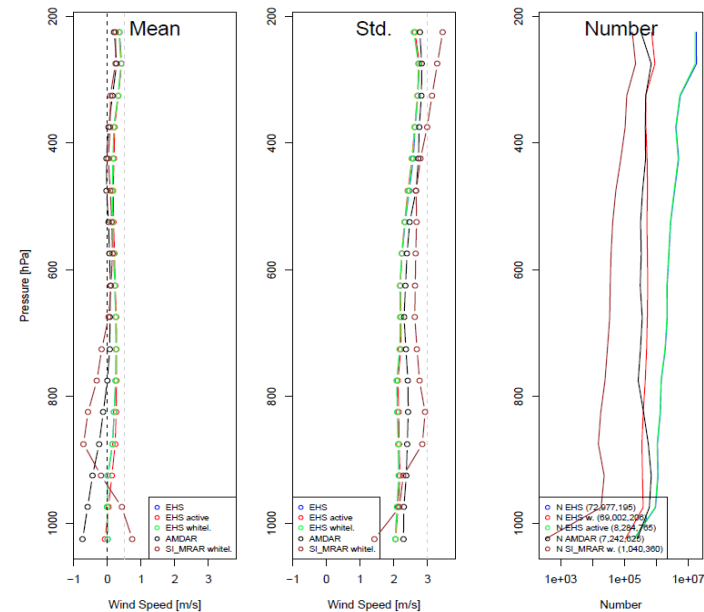 Mean
Std.
Number
200
400
600
800
1000
Pressure [hPa]
EHS
EHS active
EHS whitel.
AMDAR
SI_MRAR whitel.
−1 0 1 2 3
Wind Speed [m/s]
200
400
600
800
1000
EHS
EHS active
EHS whitel.
AMDAR
SI_MRAR whitel.
−1 0 1 2 3
Wind Speed [m/s]
200
400
600
800
1000
N EHS (72,977,195)
N EHS w. (69,002,206)
N EHS active (8,284,765)
N AMDAR (7,242,625)
N SI_MRAR w. (1,040,360)
1e+03 1e+05 1e+07
Number